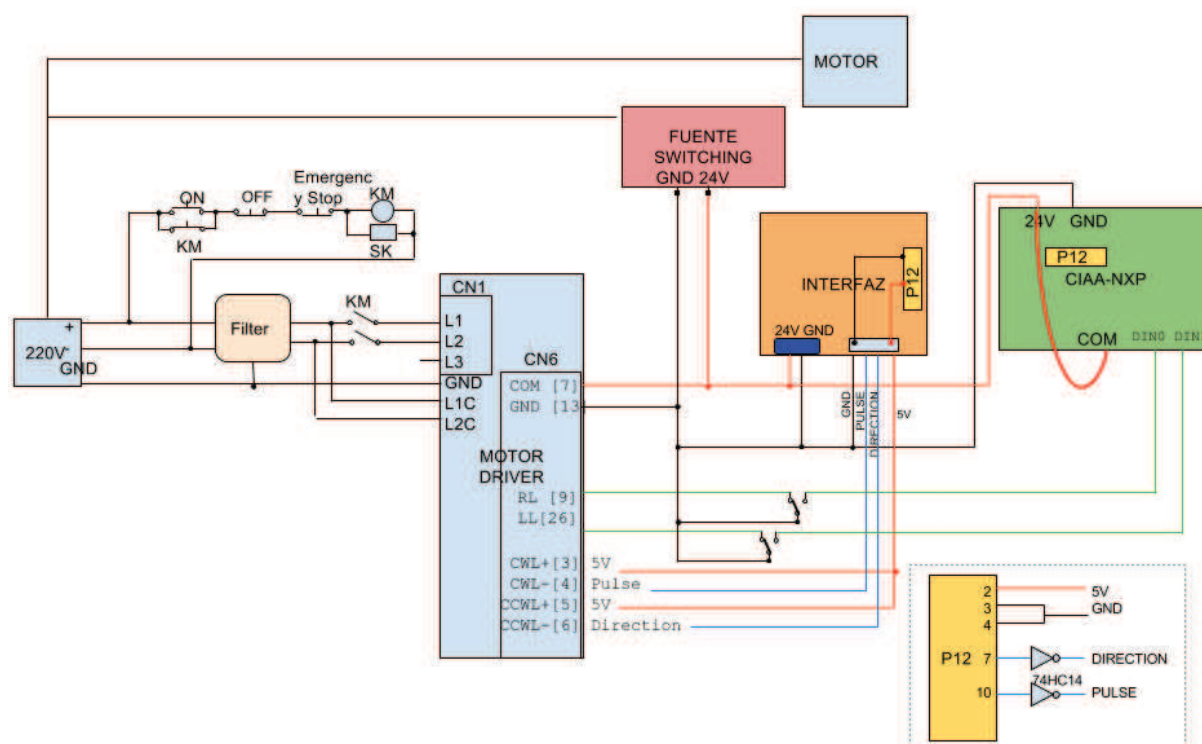 MOTOR
FUENTE
SWITCHING
GND 24V
ON
OFF
Emergenc
y Stop
KM
KM
SK
24V GND
P12
CIAA-NXP
COM
DIN0
DIN
INTERFAZ
P12
24V GND
GND
PULSE
DIRECTION
5V
220V
+
-
GND
Filter
KM
CN1
L1
L2
L3
GND
L1C
L2C
MOTOR
DRIVER
CN6
COM [7]
GND [13
RL [9]
LL[26]
CWL+[3] 5V
CWL-[4] Pulse
CCWL+[5] 5V
CCWL-[6] Direction
P12
2 5V
3 GND
4
7 DIRECTION
74HC14
10 PULSE